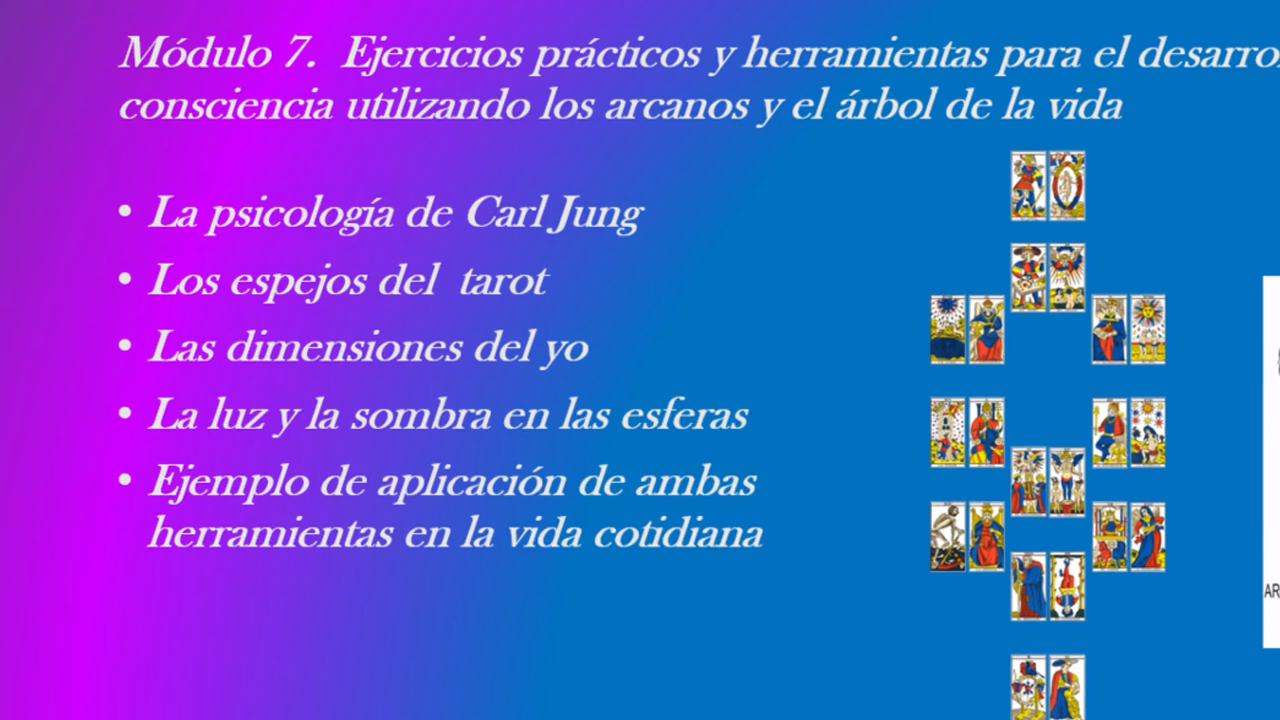 Módulo 7. Ejercicios prácticos y herramientas para el
consciencia utilizando los arcanos y el árbol de la vida
• La psicología de Carl Jung
• Los espejos del tarot
• Las dimensiones del yo
• La luz y la sombra en las esferas
• Ejemplo de aplicación de ambas
herramientas en la vida cotidiana